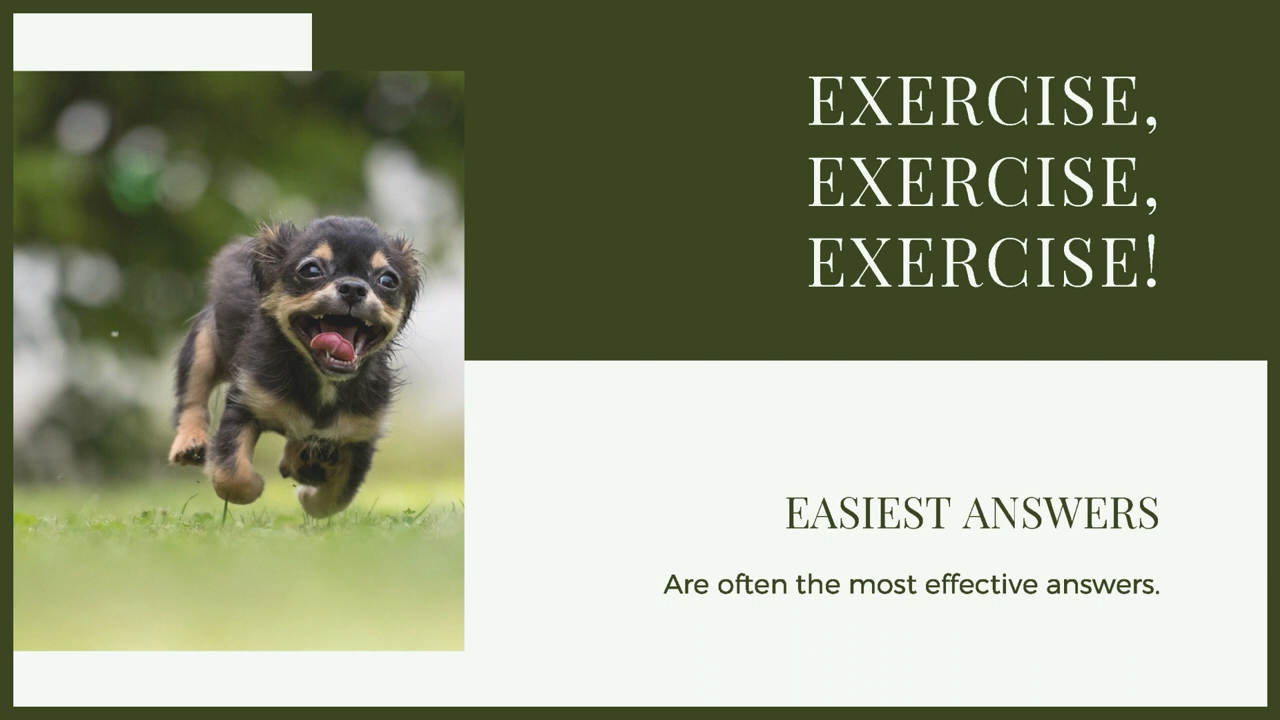 EXERCISE,
EXERCISE,
EXERCISE!
EASIEST ANSWERS
Are often the most effective answers.